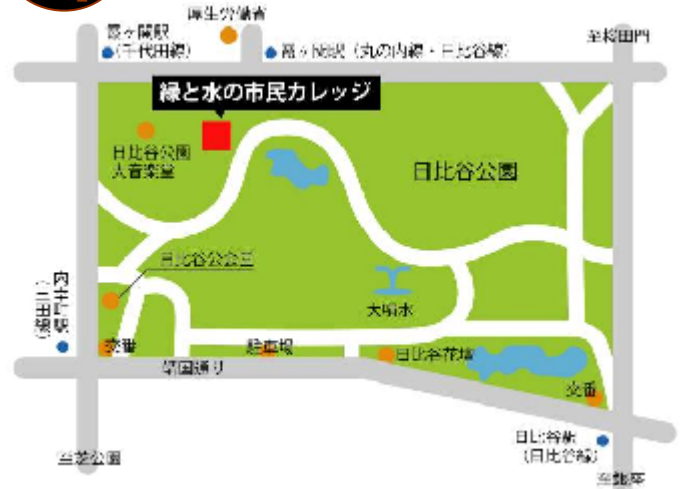 厚生労働省
霞ヶ関駅
(千代田線)
霞ヶ関駅(丸の内線・日比谷線)
至桜田門
緑と水の市民カレッジ
日比谷公園
大音楽堂
日比谷公園
日比谷公会堂
内幸町駅
(三田線)
大噴水
交番
駐車場
日比谷花壇
交番
日比谷駅
(日比谷線)
至芝公園
至銀座